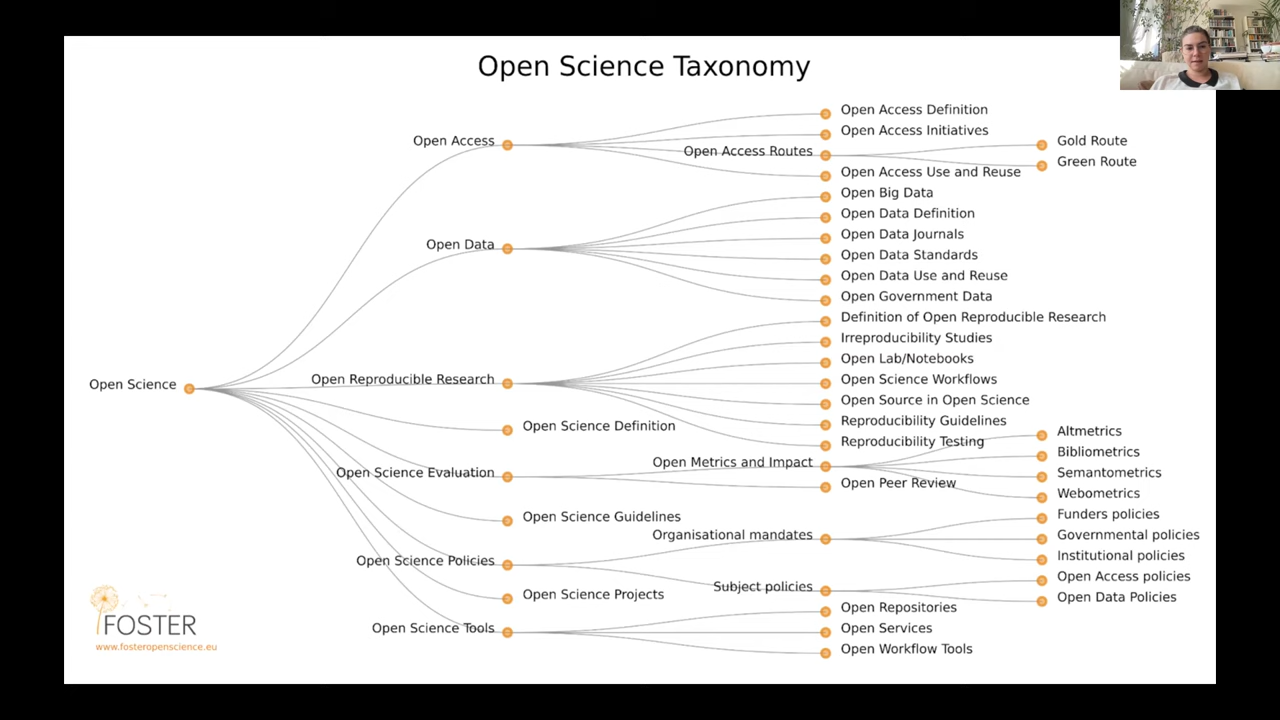 Open Science Taxonomy
Open Access Definition
Open Access
Open Access Initiatives
Gold Route
Open Access Routes
Green Route
Open Access Use and Reuse
Open Big Data
Open Data Definition
Open Data Journals
Open Data
Open Data Standards
Open Data Use and Reuse
Open Government Data
Definition of Open Reproducible Research
Irreproducibility Studies
Open Lab/Notebooks
Open Science
Open Reproducible Research
Open Science Workflows
Open Source in Open Science
Reproducibility Guidelines
Open Science Definition
Altmetrics
Reproducibility Testing
Bibliometrics
Open Metrics and Impact
Open Science Evaluation
Semantometrics
Open Peer Review
Webometrics
Open Science Guidelines
Funders policies
Organisational mandates
Governmental policies
Institutional policies
Open Science Policies
Open Access policies
Subject policies
Open Science Projects
Open Data Policies
Open Repositories
Open Science Tools
Open Services
Open Workflow Tools
FOSTER
www.fosteropenscience.eu